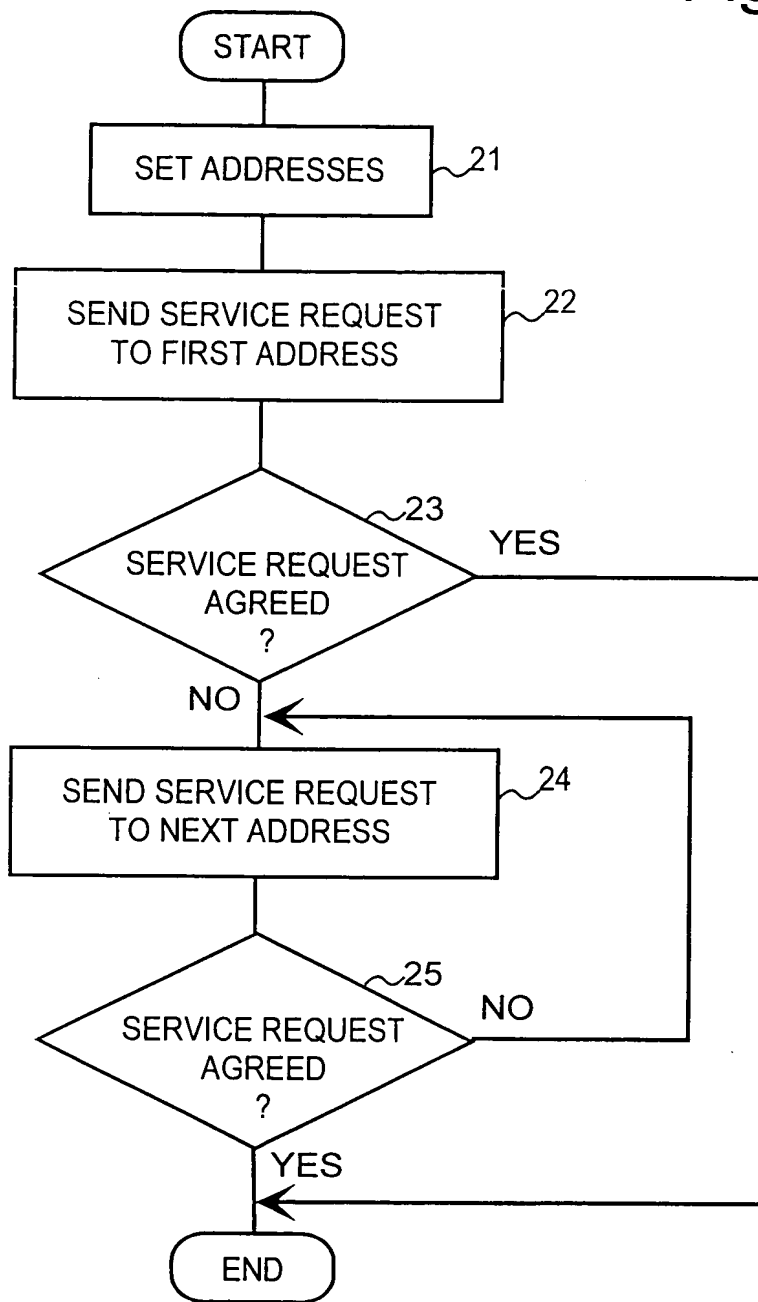 START
SET ADDRESSES
21
SEND SERVICE REQUEST
TO FIRST ADDRESS
22
23
YES
SERVICE REQUEST
AGREED
?
NO
SEND SERVICE REQUEST
TO NEXT ADDRESS
24
25
NO
SERVICE REQUEST
AGREED
?
YES
END